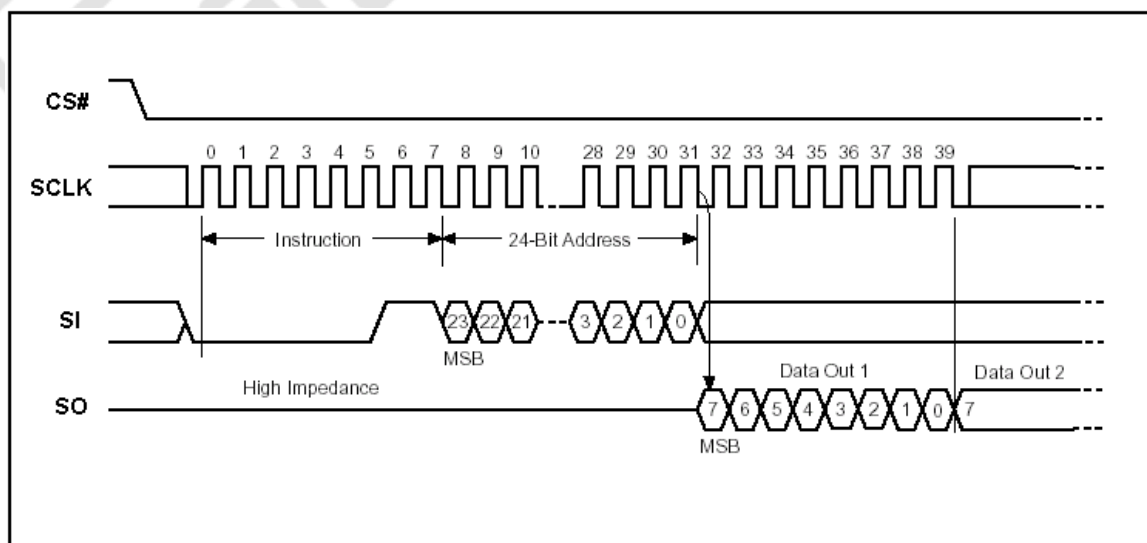 CS#
0 1 2 3 4 5 6 7 8 9 10 28 29 30 31 32 33 34 35 36 37 38 39
SCLK
Instruction 24-Bit Address
SI 23 22 21 3 2 1 0
MSB
High Impedance Data Out 1 Data Out 2
SO 7 6 5 4 3 2 1 0 7
MSB